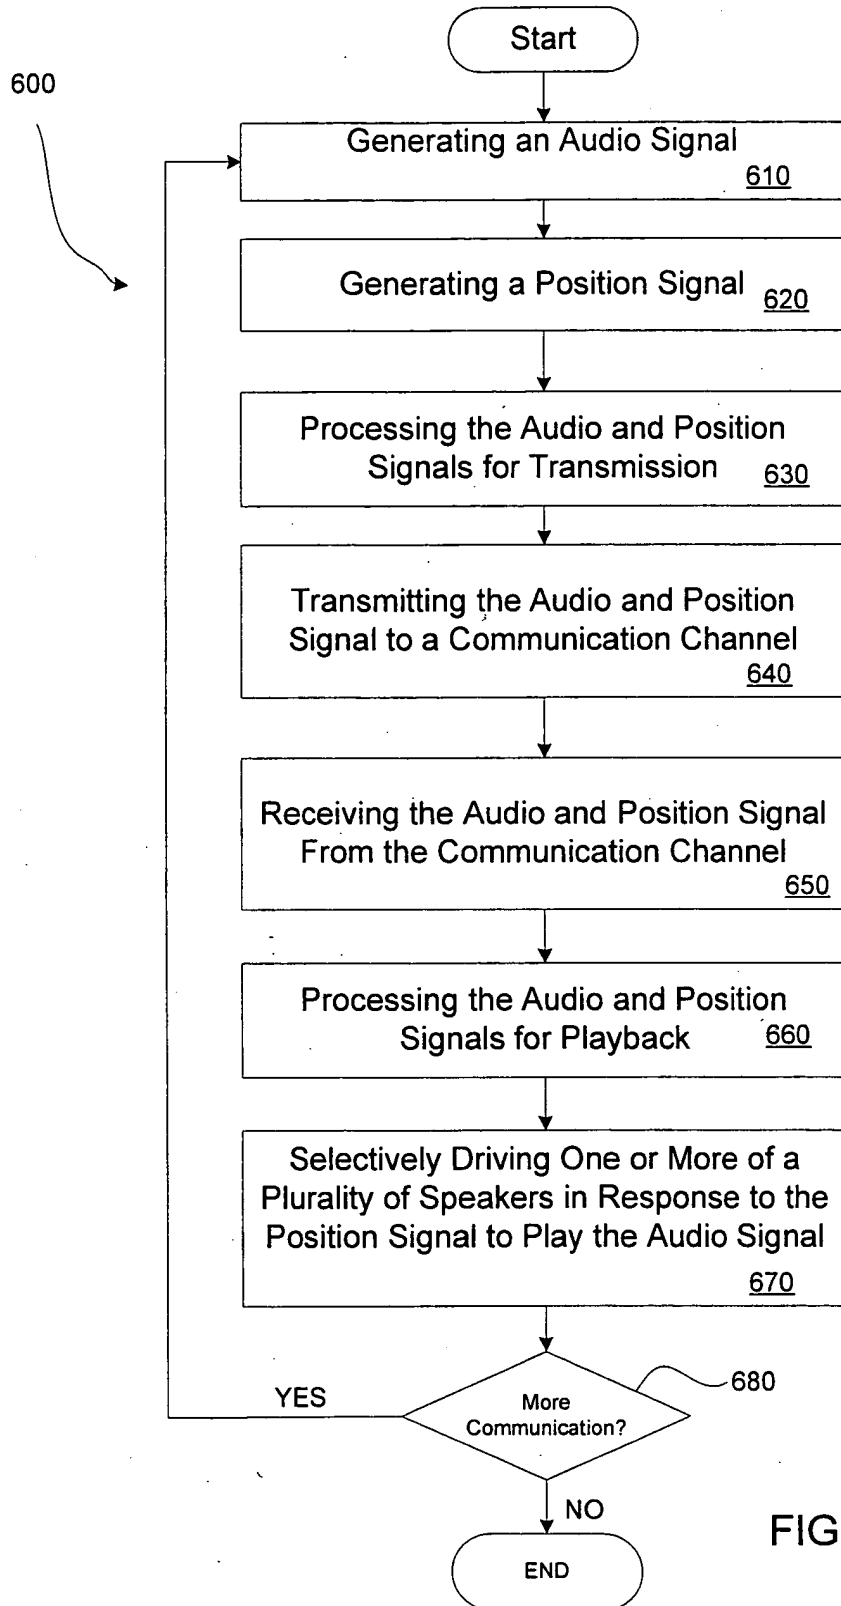 Start
600
Generating an Audio Signal
610
Generating a Position Signal
620
Processing the Audio and Position
Signals for Transmission
630
Transmitting the Audio and Position
Signal to a Communication Channel
640
Receiving the Audio and Position Signal
From the Communication Channel
650
Processing the Audio and Position
Signals for Playback
660
Selectively Driving One or More of a
Plurality of Speakers in Response to the
Position Signal to Play the Audio Signal
670
680
YES
More
Communication?
NO
FIG
END